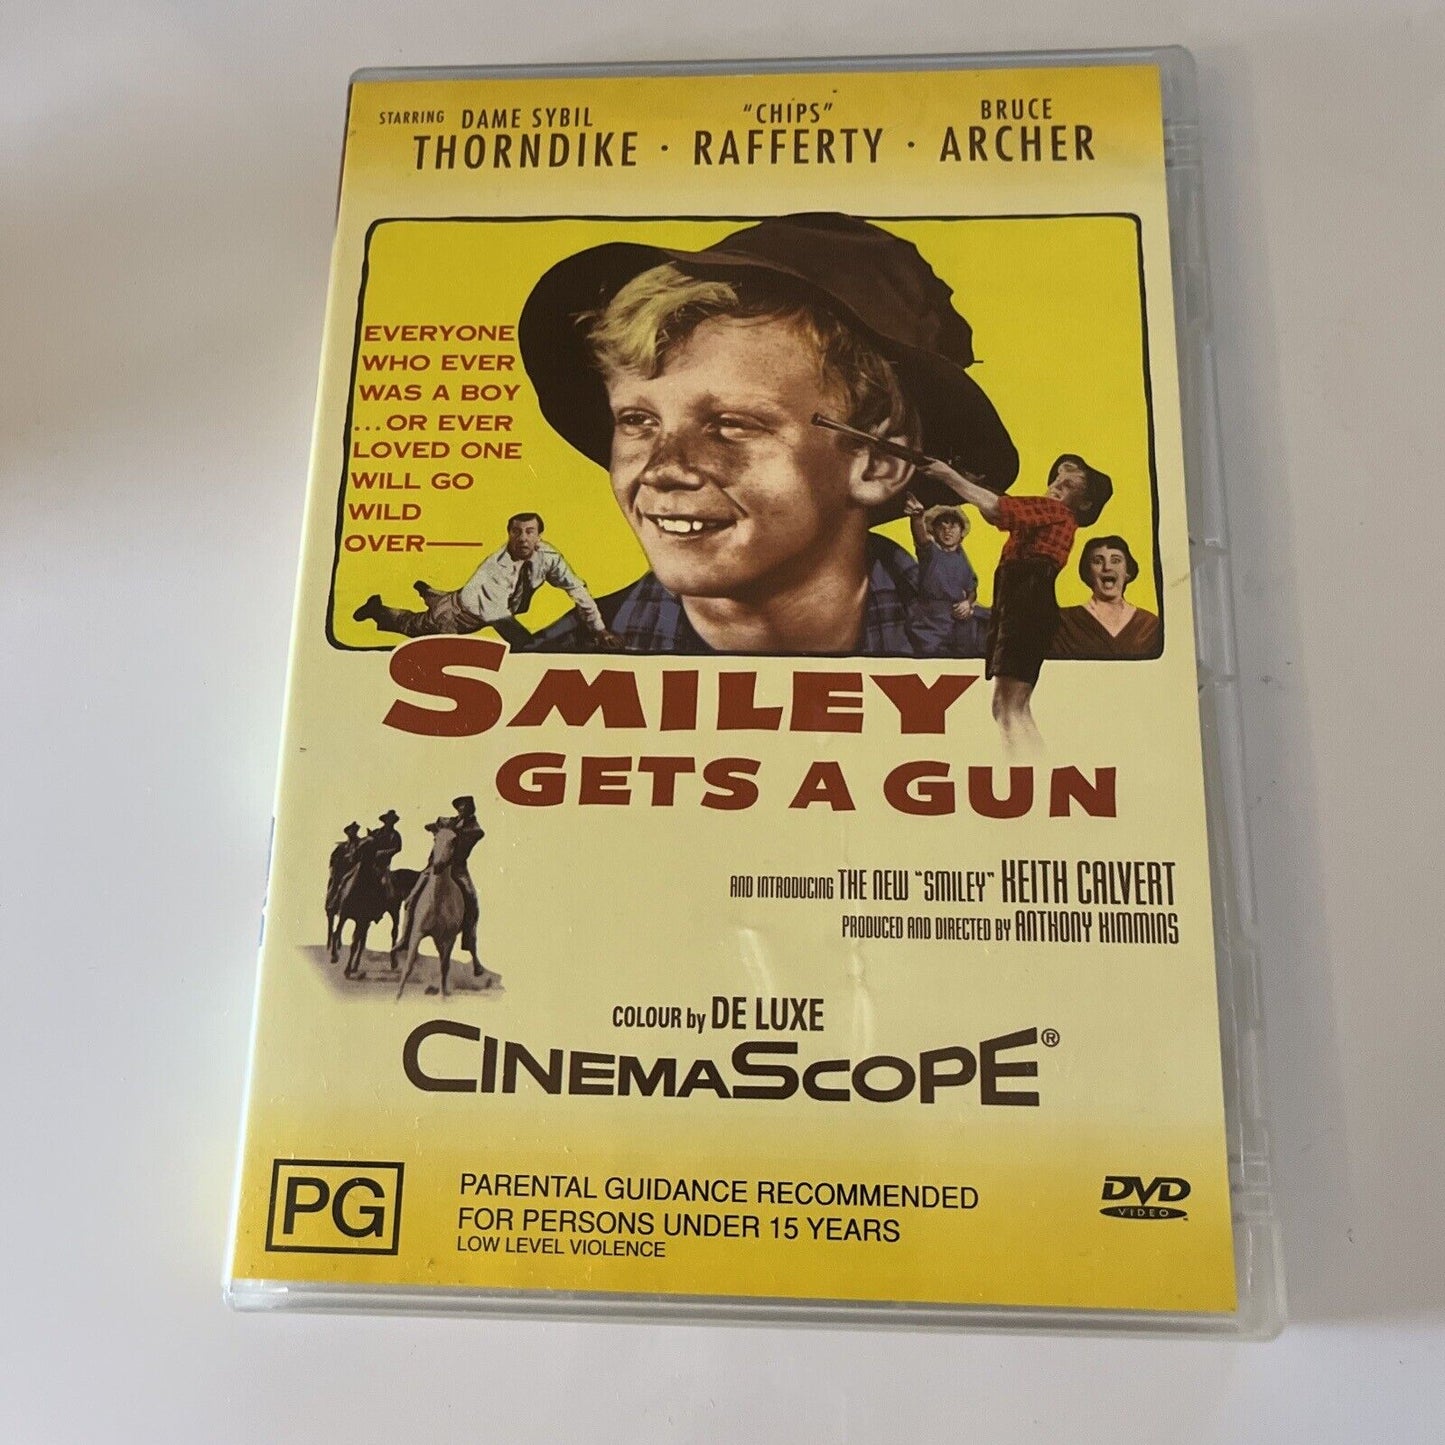 STARRING DAME SYBIL "CHIPS" BRUCE
THORNDIKE · RAFFERTY · ARCHER
EVERYONE
WHO EVER
WAS A BOY
...OR EVER
LOVED ONE
WILL GO
WILD
OVER—
SMILEY
GETS A GUN
AND INTRODUCING THE NEW "SMILEY" KEITH CALVERT
PRODUCED AND DIRECTED BY ANTHONY KIMMINS
COLOUR by DE LUXE
CINEMASCOPE®
PG
PARENTAL GUIDANCE RECOMMENDED
FOR PERSONS UNDER 15 YEARS
LOW LEVEL VIOLENCE
DVD
VIDEO